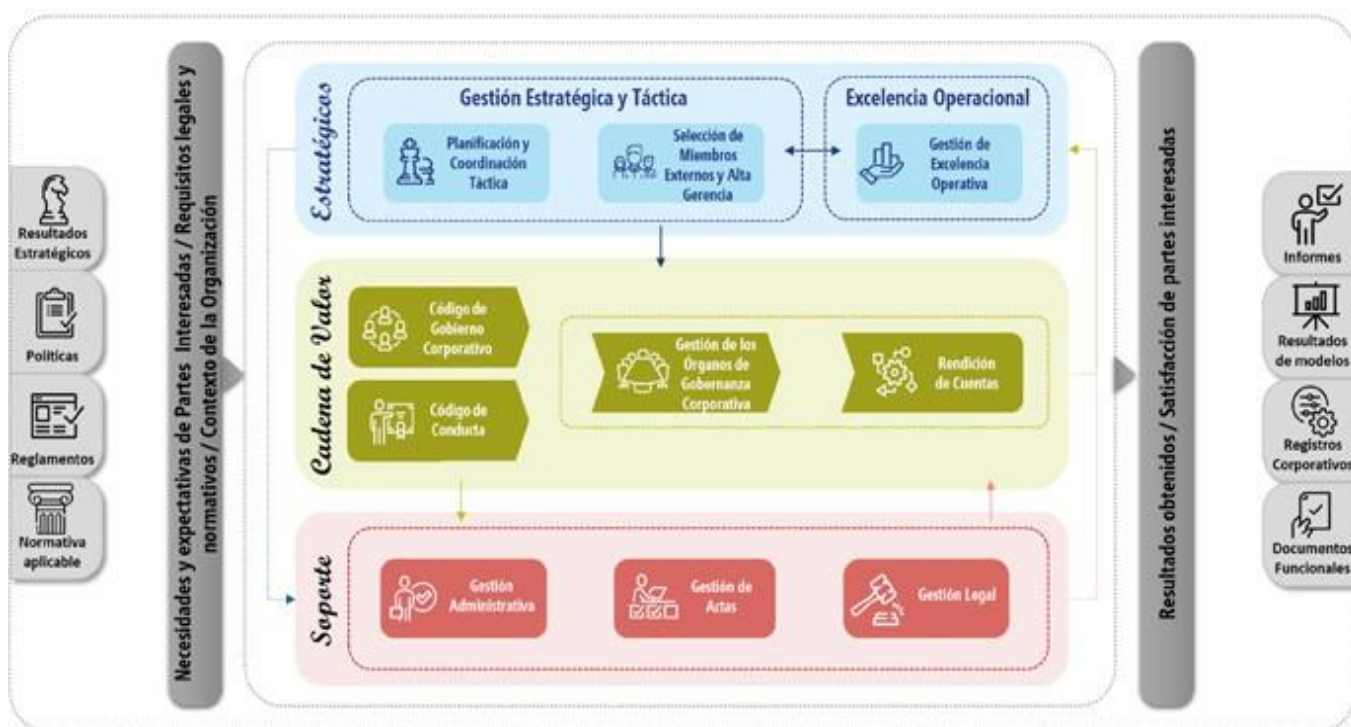 Resultados
Estratégicos
Políticas
Reglamentos
Normativa
aplicable
Necesidades y expectativas de Partes Interesadas / Requisitos legales y
normativos / Contexto de la Organización
Estratégicos
Gestión Estratégica y Táctica
Planificación y
Coordinación
Táctica
Selección de
Miembros
Externos y Alta
Gerencia
Excelencia Operacional
Gestión de
Excelencia
Operativa
Cadena de Valor
Código de
Gobierno
Corporativo
Código de
Conducta
Gestión de los
Órganos de
Gobernanza
Corporativa
Rendición
de Cuentas
Soporte
Gestión
Administrativa
Gestión de
Actas
Gestión Legal
Resultados obtenidos / Satisfacción de partes interesadas
Informes
Resultados
de modelos
Registros
Corporativos
Documentos
Funcionales